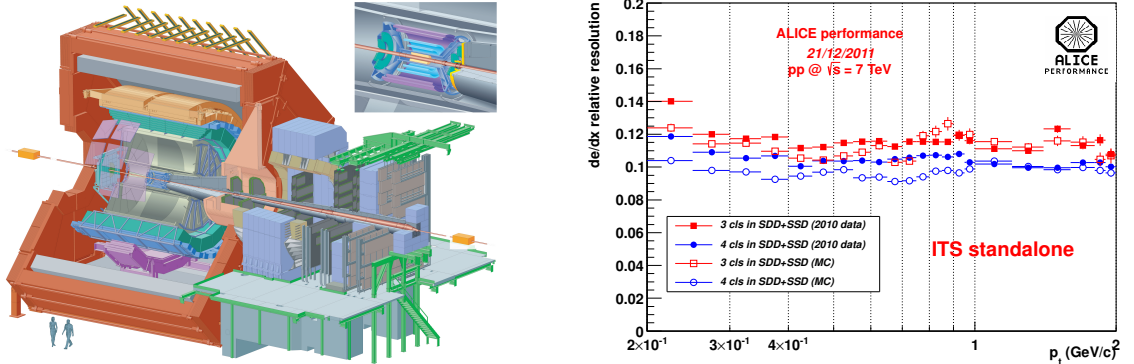 de/dx relative resolution
0.2
0.18
0.16
0.14
0.12
0.1
0.08
0.06
0.04
0.02
0
ALICE performance
21/12/2011
pp @ √s = 7 TeV
ALICE
PERFORMANCE
3 cls in SDD+SSD (2010 data)
4 cls in SDD+SSD (2010 data)
3 cls in SDD+SSD (MC)
4 cls in SDD+SSD (MC)
ITS standalone
2×10⁻¹ 3×10⁻¹ 4×10⁻¹ 1 2
pₜ (GeV/c)